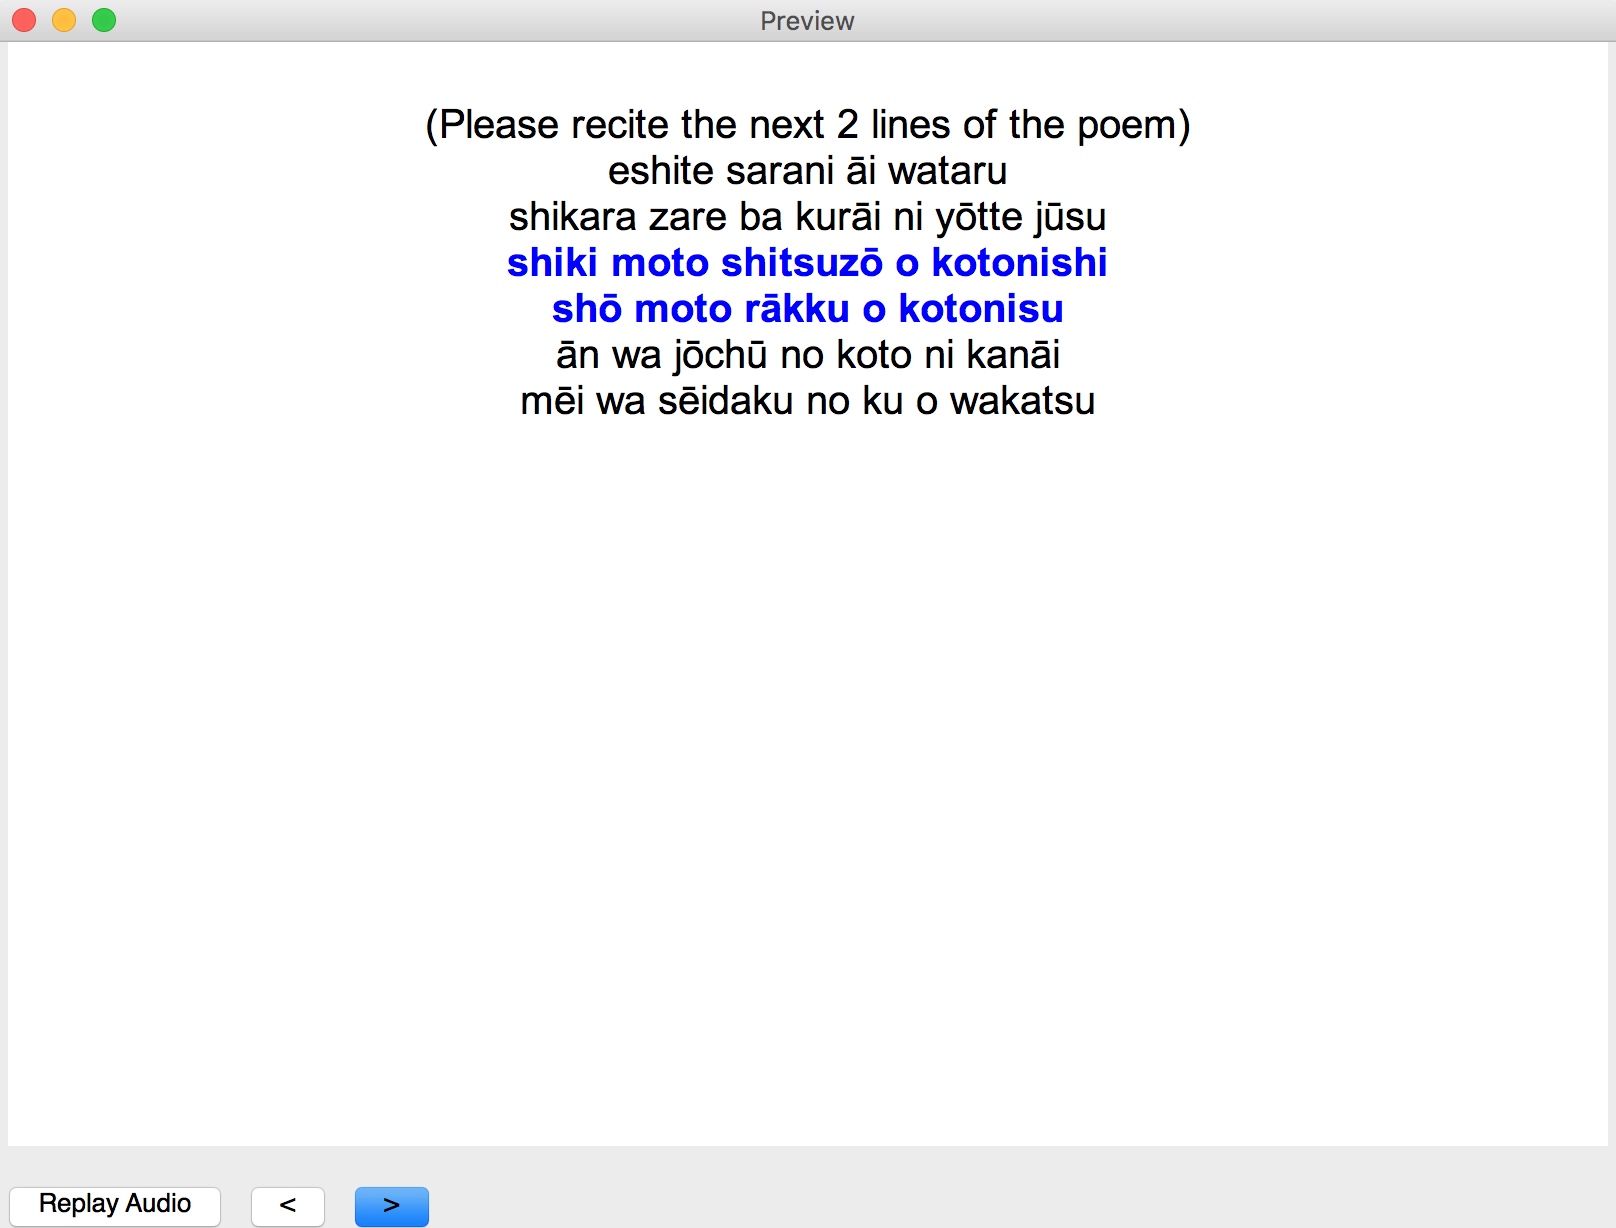 Preview
(Please recite the next 2 lines of the poem)
eshite sarani āi wataru
shikara zare ba kurāi ni yōtte jūsu
shiki moto shitsuzō o kotonishi
shō moto rākku o kotonisu
ān wa jōchū no koto ni kanāi
mēi wa sēidaku no ku o wakatsu
Replay Audio < >